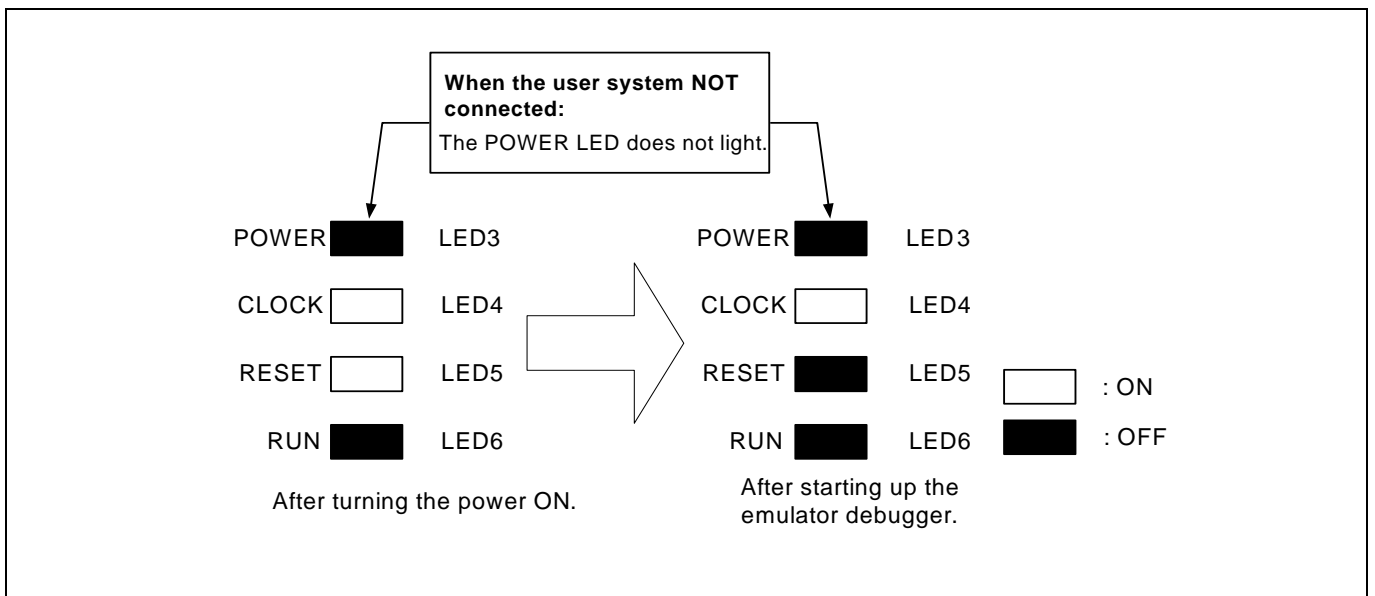 When the user system NOT
connected:
The POWER LED does not light.
POWER LED3
CLOCK LED4
RESET LED5
RUN LED6
After turning the power ON.
POWER LED3
CLOCK LED4
RESET LED5
RUN LED6
After starting up the
emulator debugger.
: ON
: OFF